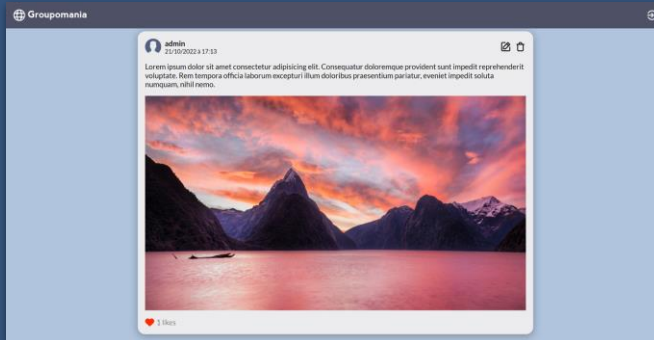 Groupomania
admin
21/10/2022 à 17:13
Lorem ipsum dolor sit amet consectetur adipisicing elit. Consequatur doloremque provident sunt impedit reprehenderit
voluptate. Rem tempora officia laborum excepturi illum doloribus praesentium pariatur, eveniet impedit soluta
numquam, nihil nemo.
1 likes